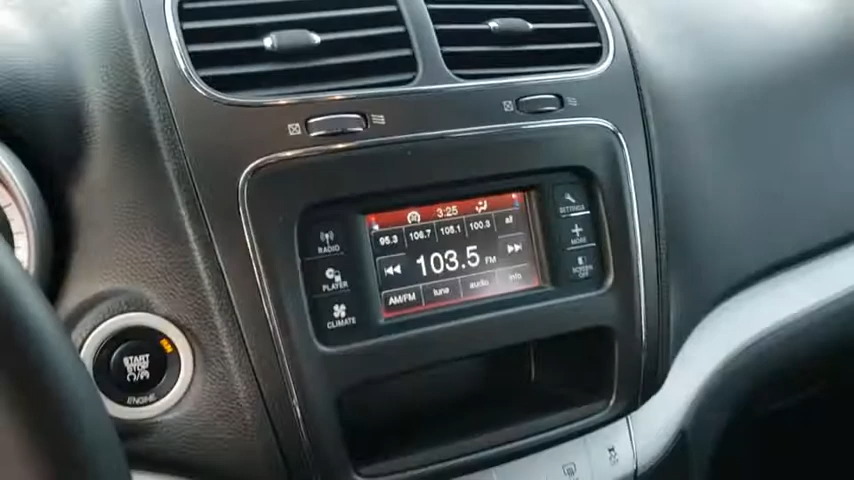 3:25
RADIO
95.3 106.7 105.1 100.3 all
SETTINGS
PLAYER
103.5 FM
MORE
CLIMATE
AM/FM tune audio info
SCREEN OFF
START
STOP
ENGINE
RUN